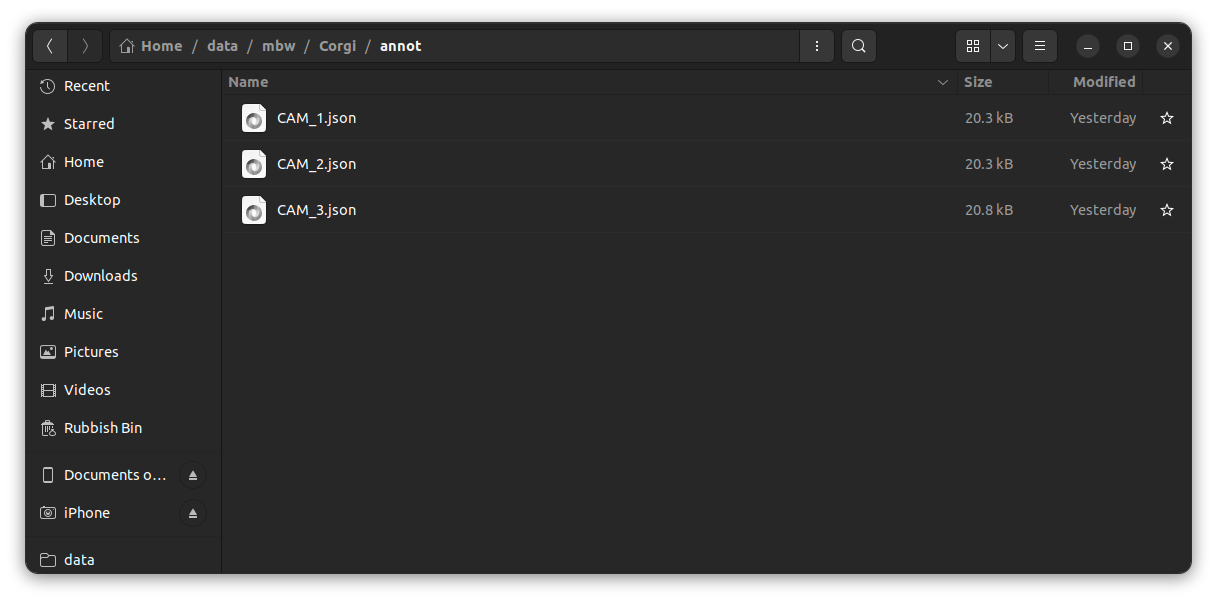 Home / data / mbw / Corgi / annot
Recent
Starred
Home
Desktop
Documents
Downloads
Music
Pictures
Videos
Rubbish Bin
Documents o...
iPhone
data
Name Size Modified
CAM_1.json 20.3 kB Yesterday
CAM_2.json 20.3 kB Yesterday
CAM_3.json 20.8 kB Yesterday